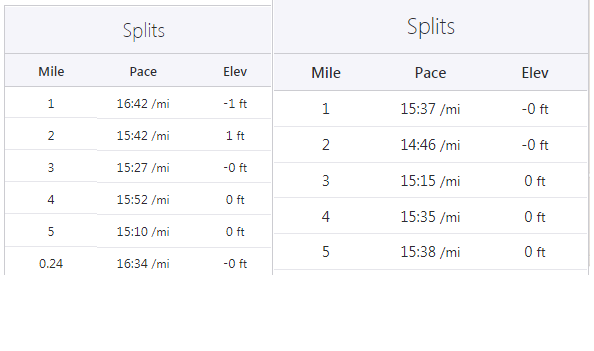 Splits
Mile Pace Elev
1 16:42 /mi -1 ft
2 15:42 /mi 1 ft
3 15:27 /mi -0 ft
4 15:52 /mi 0 ft
5 15:10 /mi 0 ft
0.24 16:34 /mi -0 ft
Splits
Mile Pace Elev
1 15:37 /mi -0 ft
2 14:46 /mi -0 ft
3 15:15 /mi 0 ft
4 15:35 /mi 0 ft
5 15:38 /mi 0 ft